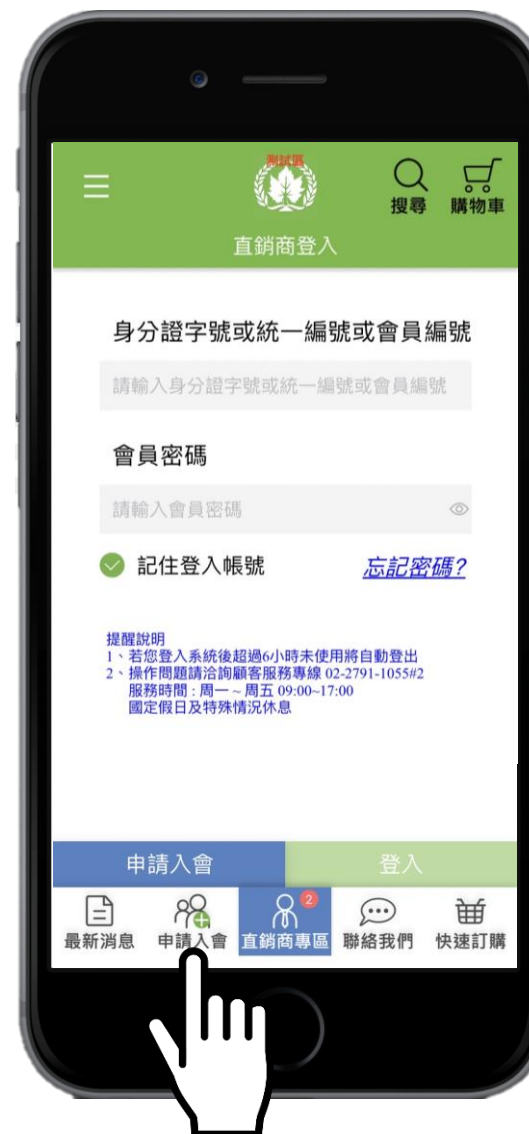 測試區
搜尋
購物車
直銷商登入
身分證字號或統一編號或會員編號
請輸入身分證字號或統一編號或會員編號
會員密碼
請輸入會員密碼
記住登入帳號
忘記密碼?
提醒說明
1、若您登入系統後超過6小時未使用將自動登出
2、操作問題請洽詢顧客服務專線 02-2791-1055#2
服務時間 : 周一 ~ 周五 09:00~17:00
國定假日及特殊情況休息
申請入會
登入
2
最新消息
申請入會
直銷商專區
聯絡我們
快速訂購